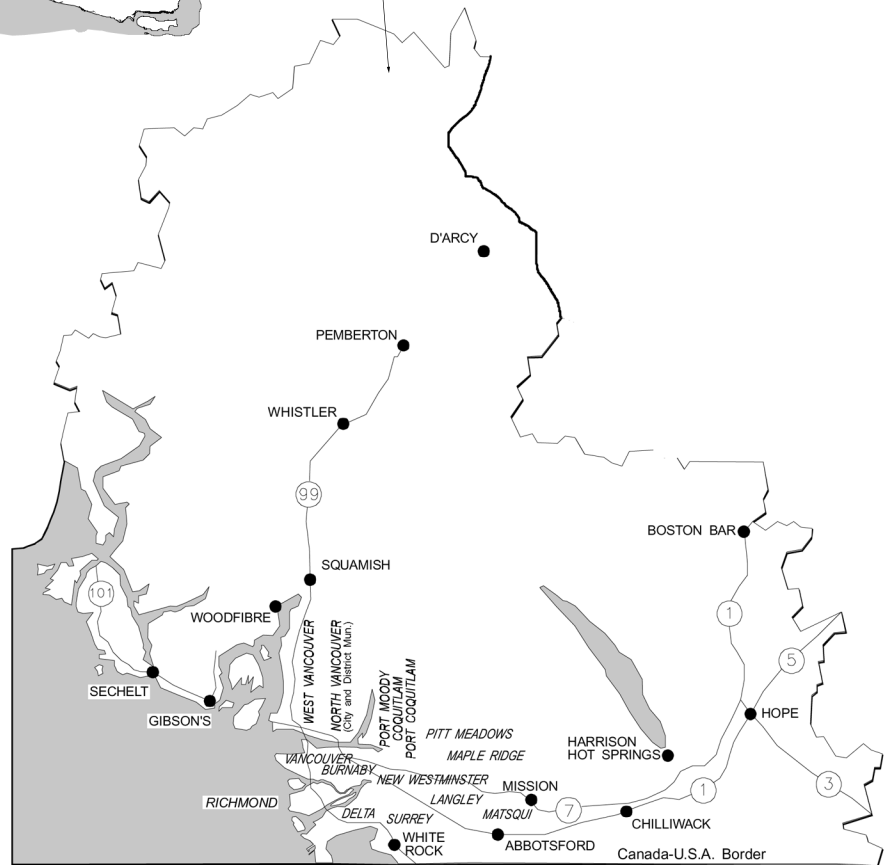 D'ARCY
PEMBERTON
WHISTLER
99
BOSTON BAR
SQUAMISH
101
WOODFIBRE
1
WEST VANCOUVER
NORTH VANCOUVER
(City and District Mun.)
PORT MOODY
COQUITLAM
PORT COQUITLAM
5
SECHELT
GIBSON'S
HOPE
PITT MEADOWS
HARRISON
HOT SPRINGS
MAPLE RIDGE
VANCOUVER
BURNABY
NEW WESTMINSTER
MISSION
1
3
RICHMOND
LANGLEY
7
DELTA
SURREY
MATSQUI
CHILLIWACK
WHITE
ROCK
ABBOTSFORD
Canada-U.S.A. Border